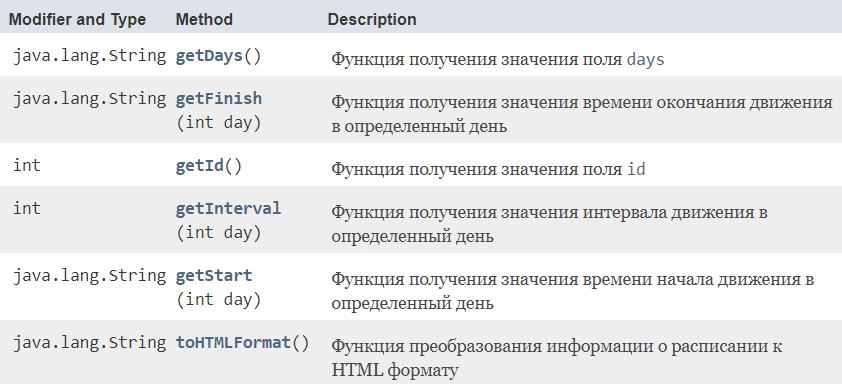 Modifier and Type Method Description
java.lang.String getDays() Функция получения значения поля days
java.lang.String getFinish Функция получения значения времени окончания движения
(int day) в определенный день
int getId() Функция получения значения поля id
int getInterval Функция получения значения интервала движения в
(int day) определенный день
java.lang.String getStart Функция получения значения времени начала движения в
(int day) определенный день
java.lang.String toHTMLFormat() Функция преобразования информации о расписании к
HTML формату